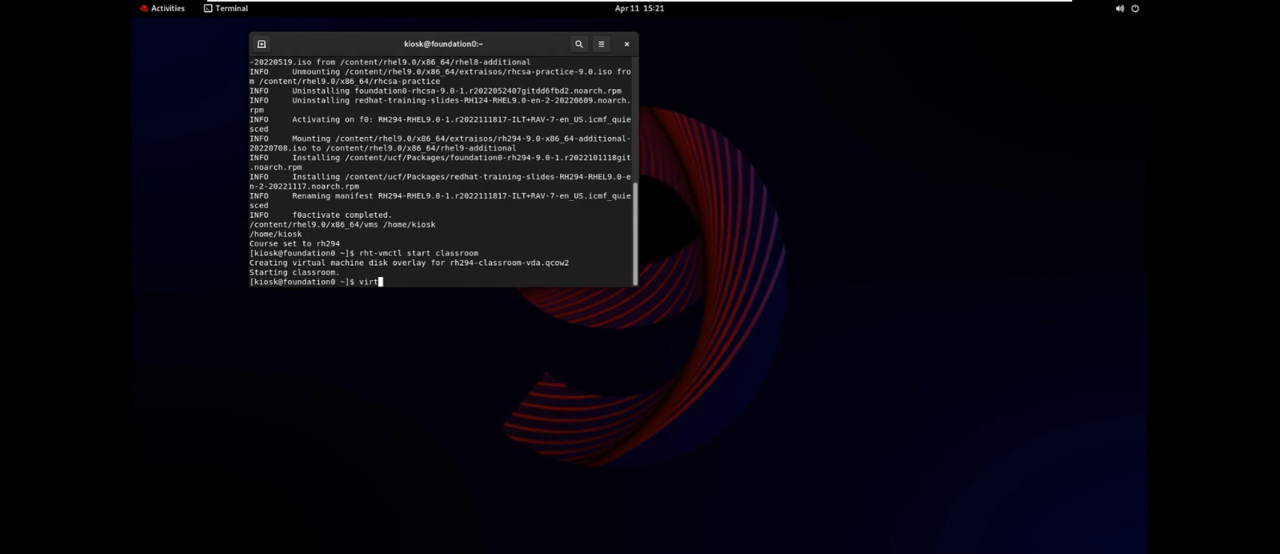 Activities Terminal Apr 11 15:21
kiosk@foundation0:~
-20220519.iso from /content/rhel9.0/x86_64/rhel8-additional
INFO Unmounting /content/rhel9.0/x86_64/extraisos/rhcsa-practice-9.0.iso fro
m /content/rhel9.0/x86_64/rhcsa-practice
INFO Uninstalling foundation0-rhcsa-9.0-1.r2022052407gitdd6fbd2.noarch.rpm
INFO Uninstalling redhat-training-slides-RH124-RHEL9.0-en-2-20220609.noarch.
rpm
INFO Activating on f0: RH294-RHEL9.0-1.r2022111817-ILT+RAV-7-en_US.icmf_quie
sced
INFO Mounting /content/rhel9.0/x86_64/extraisos/rh294-9.0-x86_64-additional-
20220708.iso to /content/rhel9.0/x86_64/rhel9-additional
INFO Installing /content/ucf/Packages/foundation0-rh294-9.0-1.r2022101118git
.noarch.rpm
INFO Installing /content/ucf/Packages/redhat-training-slides-RH294-RHEL9.0-e
n-2-20221117.noarch.rpm
INFO Renaming manifest RH294-RHEL9.0-1.r2022111817-ILT+RAV-7-en_US.icmf_quie
sced
INFO f0activate completed.
/content/rhel9.0/x86_64/vms /home/kiosk
/home/kiosk
Course set to rh294
[kiosk@foundation0 ~]$ rht-vmctl start classroom
Creating virtual machine disk overlay for rh294-classroom-vda.qcow2
Starting classroom.
[kiosk@foundation0 ~]$ virt